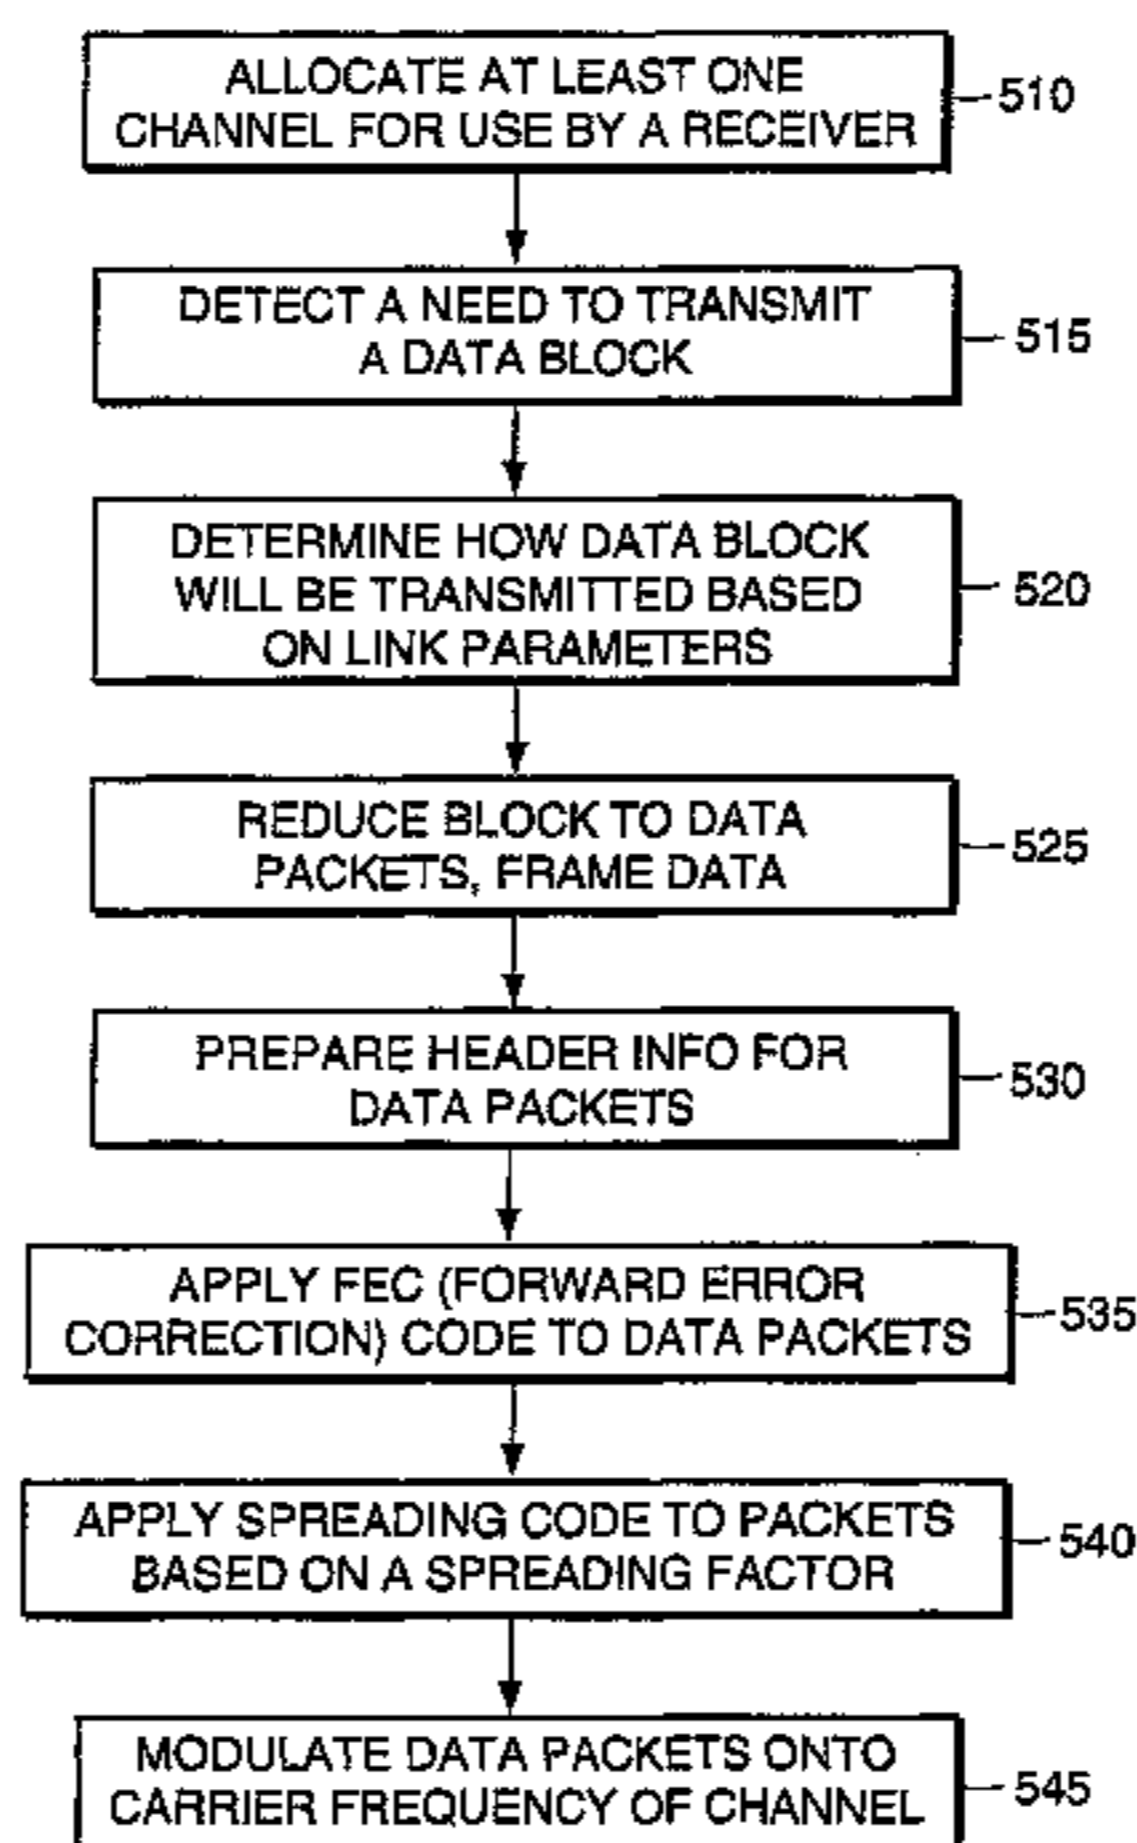 ALLOCATE AT LEAST ONE
CHANNEL FOR USE BY A RECEIVER
510
DETECT A NEED TO TRANSMIT
A DATA BLOCK
515
DETERMINE HOW DATA BLOCK
WILL BE TRANSMITTED BASED
ON LINK PARAMETERS
520
REDUCE BLOCK TO DATA
PACKETS, FRAME DATA
525
PREPARE HEADER INFO FOR
DATA PACKETS
530
APPLY FEC (FORWARD ERROR
CORRECTION) CODE TO DATA PACKETS
535
APPLY SPREADING CODE TO PACKETS
BASED ON A SPREADING FACTOR
540
MODULATE DATA PACKETS ONTO
CARRIER FREQUENCY OF CHANNEL
545